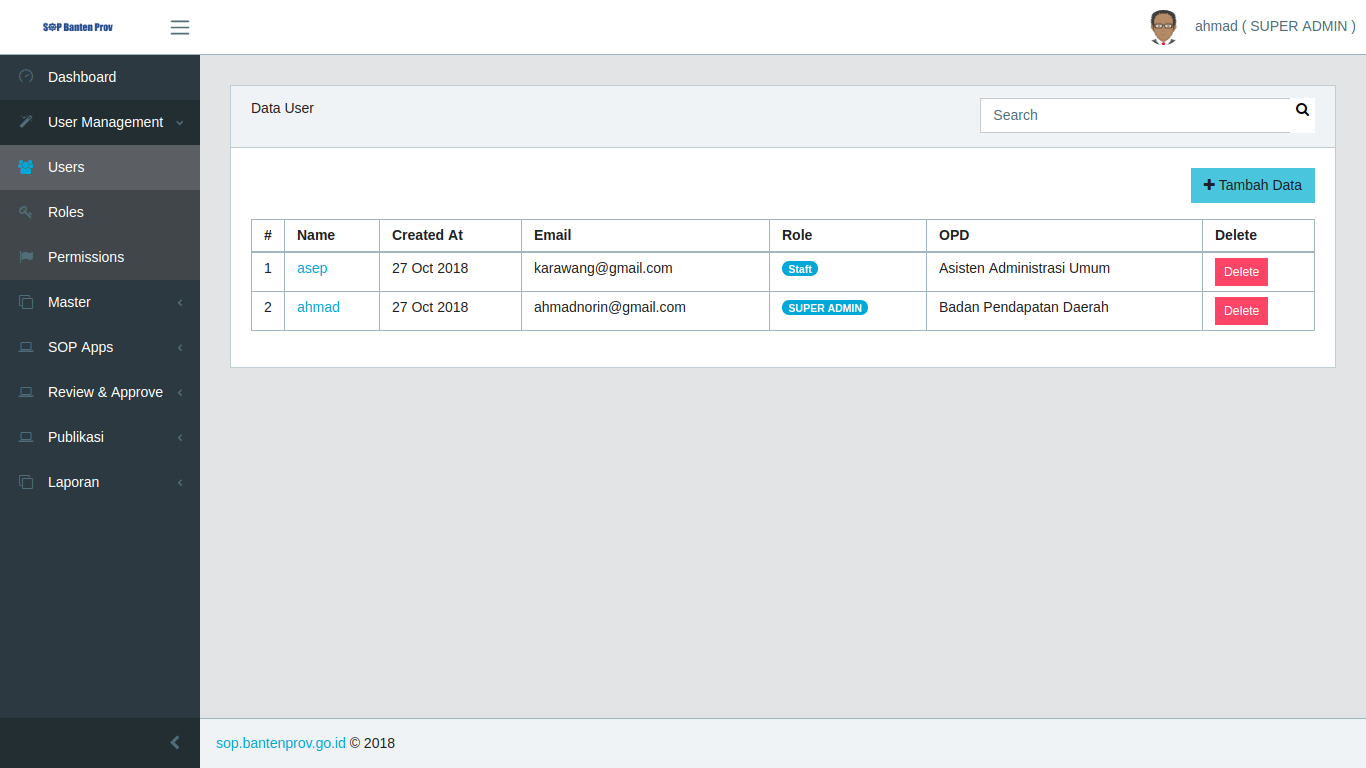 SOP Banten Prov
ahmad ( SUPER ADMIN )
Dashboard
User Management
Users
Roles
Permissions
Master
SOP Apps
Review & Approve
Publikasi
Laporan
Data User
Search
Tambah Data
# Name Created At Email Role OPD Delete
1 asep 27 Oct 2018 karawang@gmail.com Staft Asisten Administrasi Umum Delete
2 ahmad 27 Oct 2018 ahmadnorin@gmail.com SUPER ADMIN Badan Pendapatan Daerah Delete
sop.bantenprov.go.id © 2018